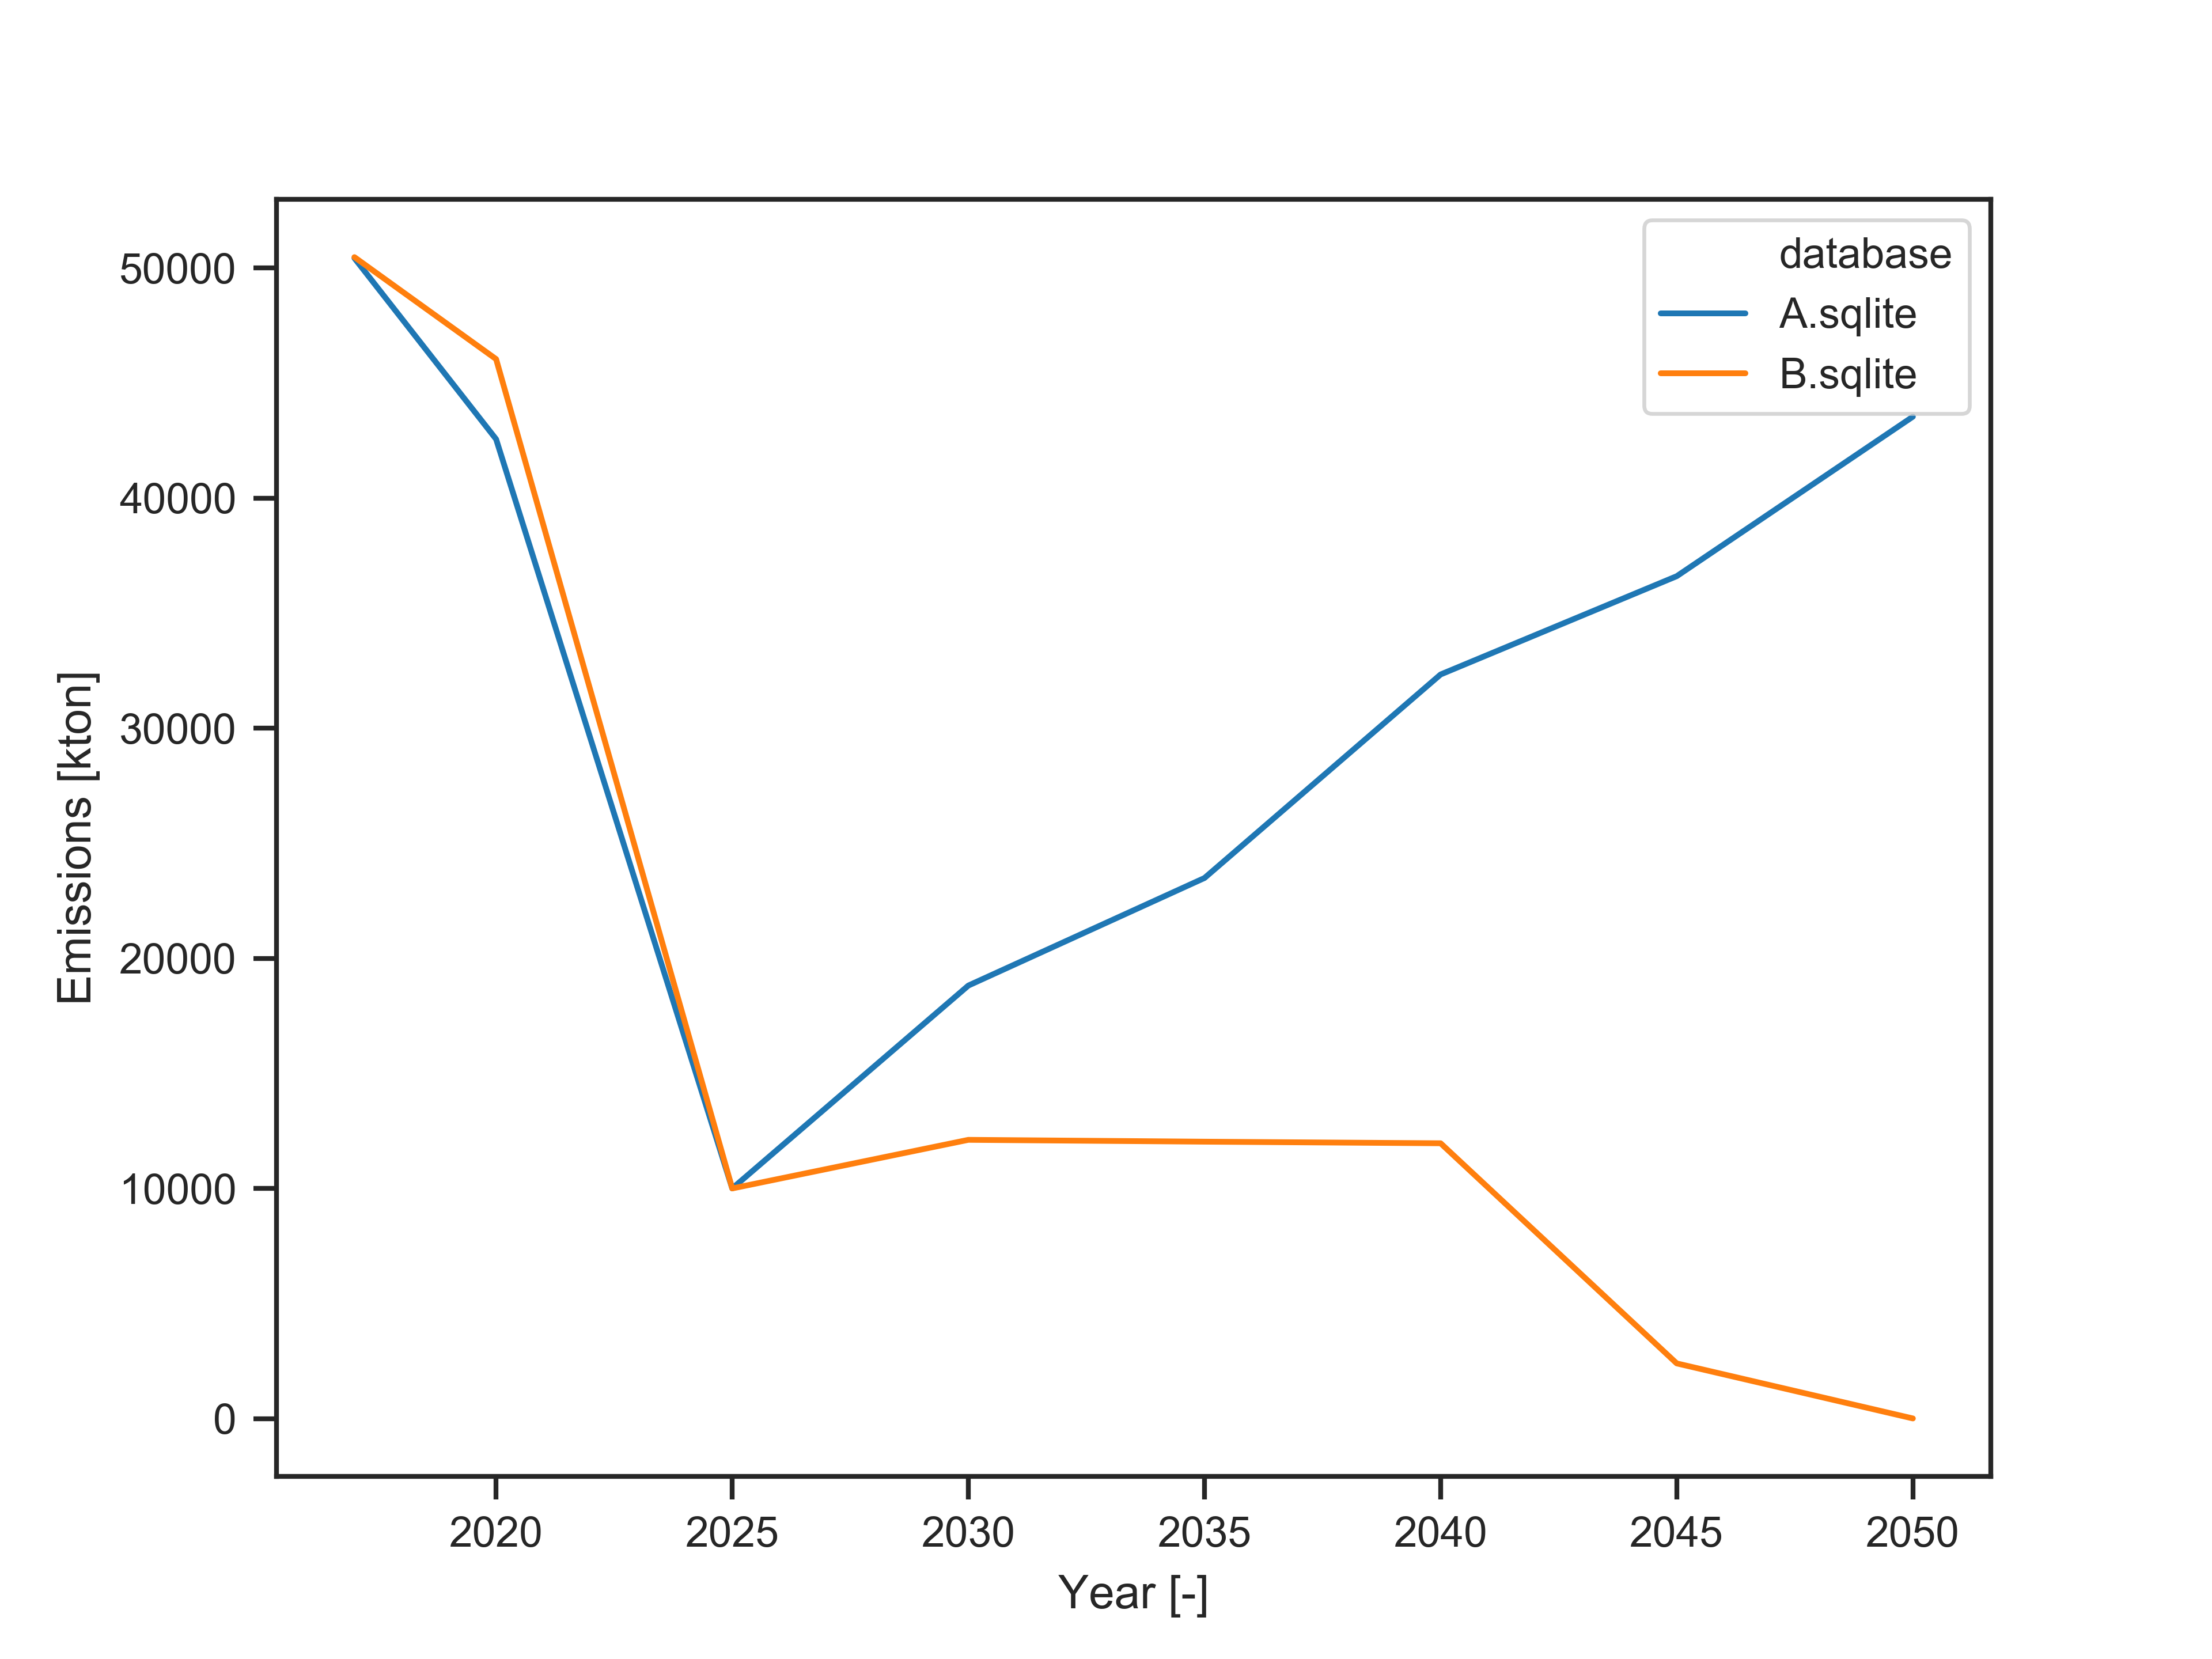 database
A.sqlite
B.sqlite
50000
40000
30000
20000
10000
0
Emissions [kton]
2020 2025 2030 2035 2040 2045 2050
Year [-]